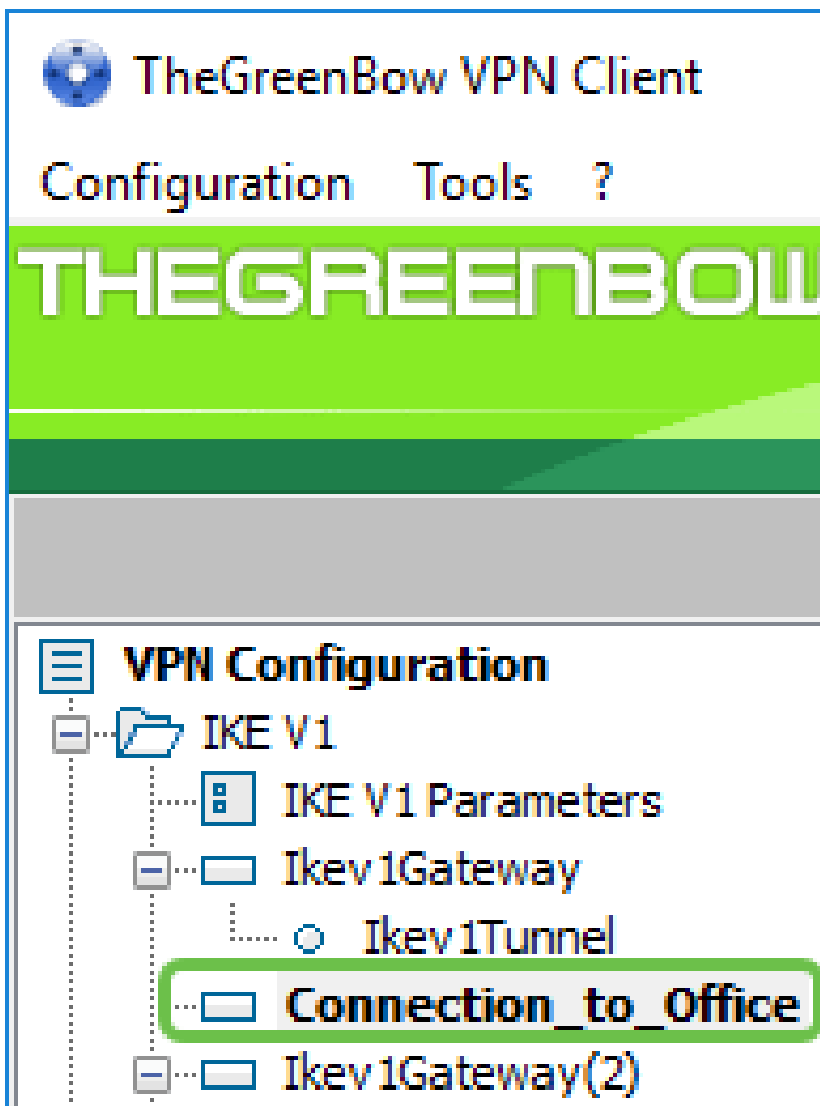 TheGreenBow VPN Client
Configuration Tools ?
THEGREENBOW
VPN Configuration
IKE V1
IKE V1 Parameters
Ikev1Gateway
Ikev1Tunnel
Connection_to_Office
Ikev1Gateway(2)